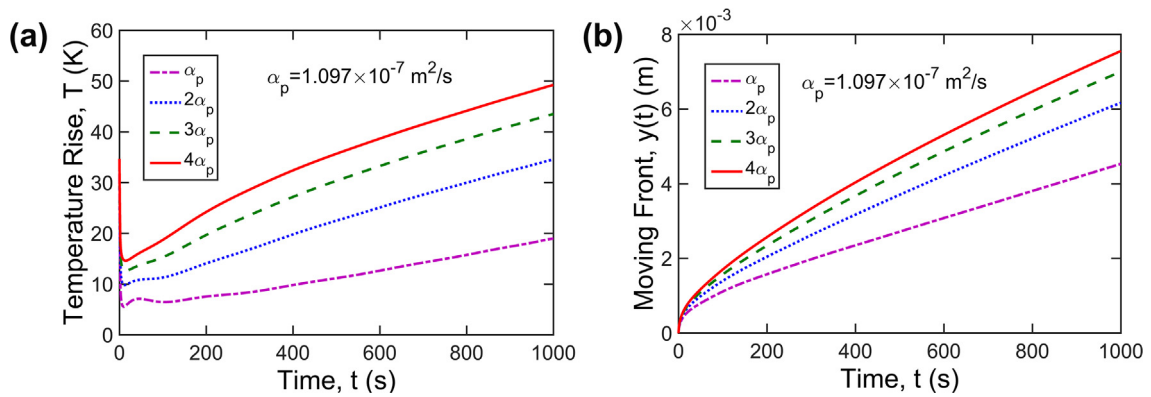 (a)
Temperature Rise, T (K)
60
50
40
30
20
10
0
α_p
2α_p
3α_p
4α_p
α_p=1.097×10⁻⁷ m²/s
0 200 400 600 800 1000
Time, t (s)
(b)
×10⁻³
Moving Front, y(t) (m)
8
6
4
2
0
α_p
2α_p
3α_p
4α_p
α_p=1.097×10⁻⁷ m²/s
0 200 400 600 800 1000
Time, t (s)